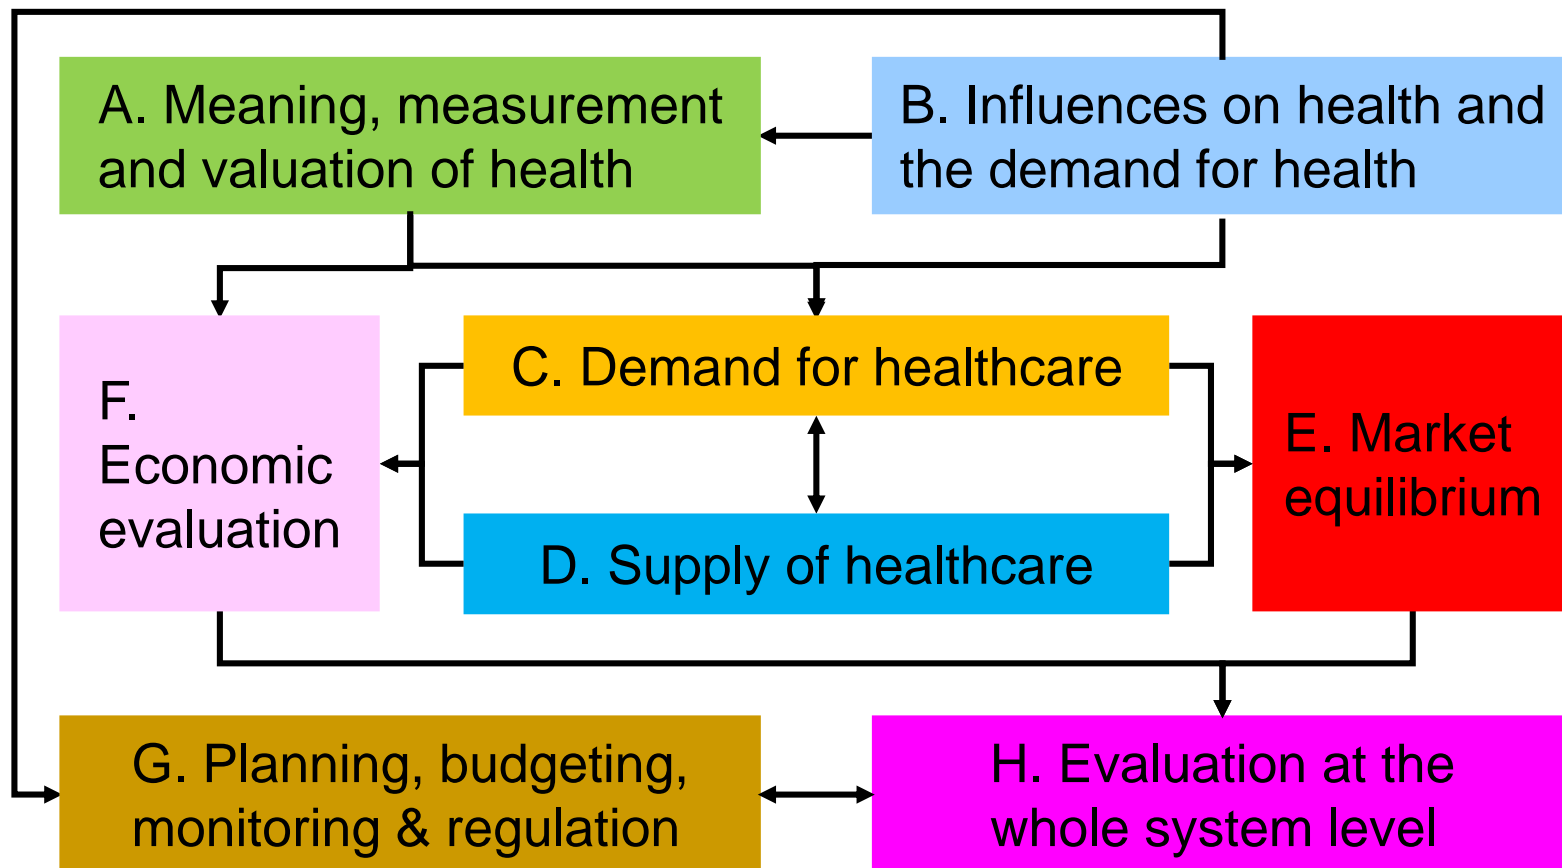 A. Meaning, measurement
and valuation of health
B. Influences on health and
the demand for health
C. Demand for healthcare
F.
Economic
evaluation
E. Market
equilibrium
D. Supply of healthcare
G. Planning, budgeting,
monitoring & regulation
H. Evaluation at the
whole system level